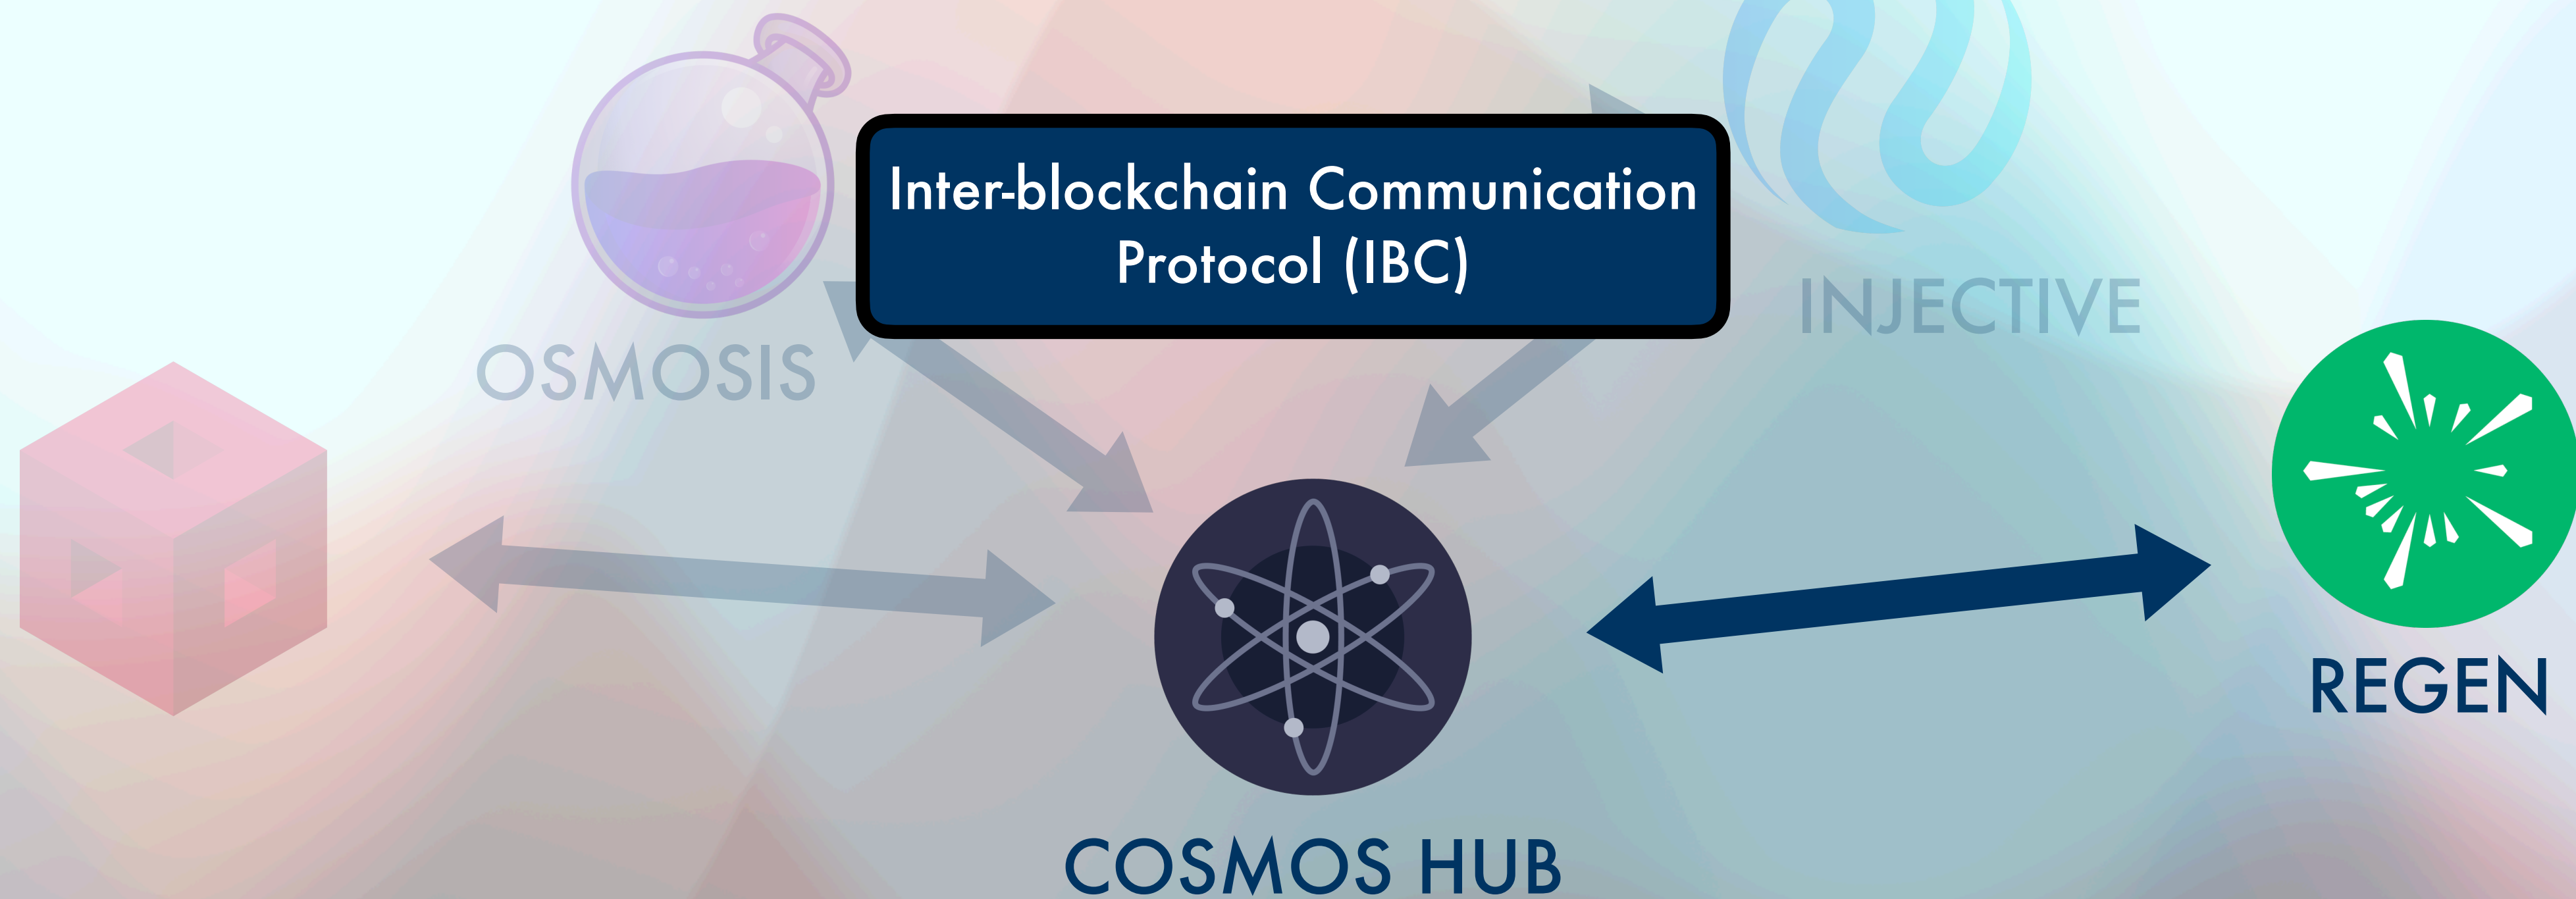 Inter-blockchain Communication
Protocol (IBC)
INJECTIVE
OSMOSIS
REGEN
COSMOS HUB